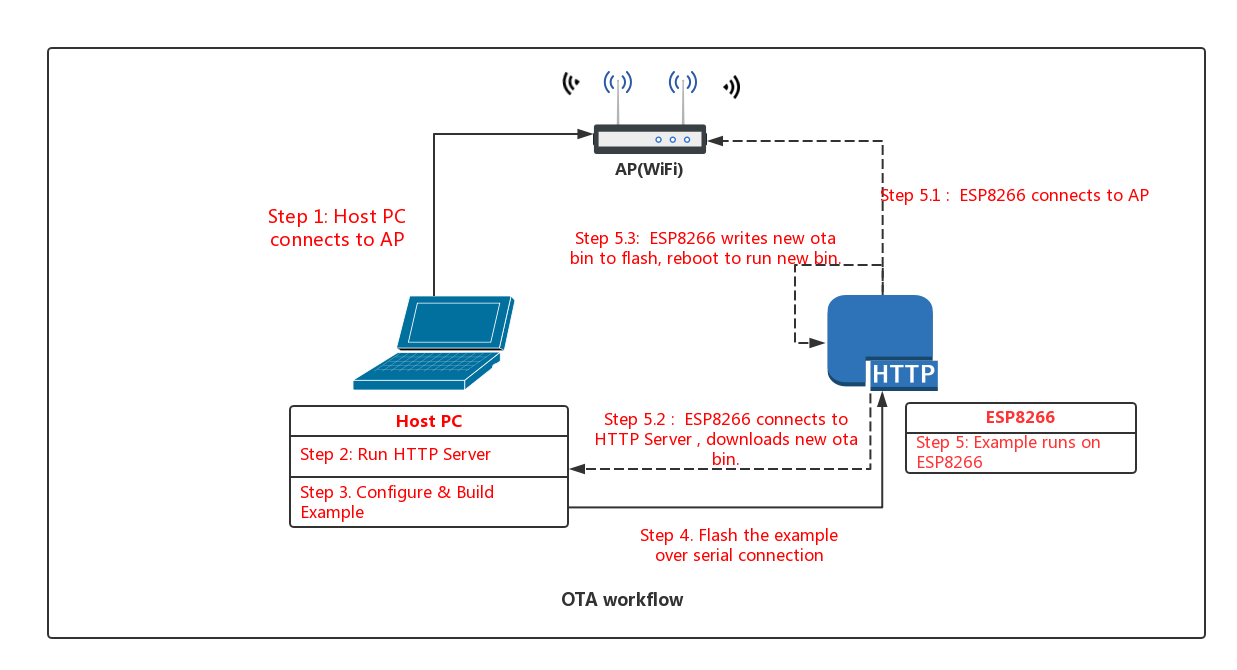 AP(WiFi)
Step 5.1 :  ESP8266 connects to AP
Step 1: Host PC
connects to AP
Step 5.3:  ESP8266 writes new ota
bin to flash, reboot to run new bin.
HTTP
Host PC
Step 2: Run HTTP Server
Step 3. Configure & Build
Example
Step 5.2 :  ESP8266 connects to
HTTP Server , downloads new ota
bin.
ESP8266
Step 5: Example runs on
ESP8266
Step 4. Flash the example
over serial connection
OTA workflow